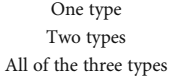 One type
Two types
All of the three types